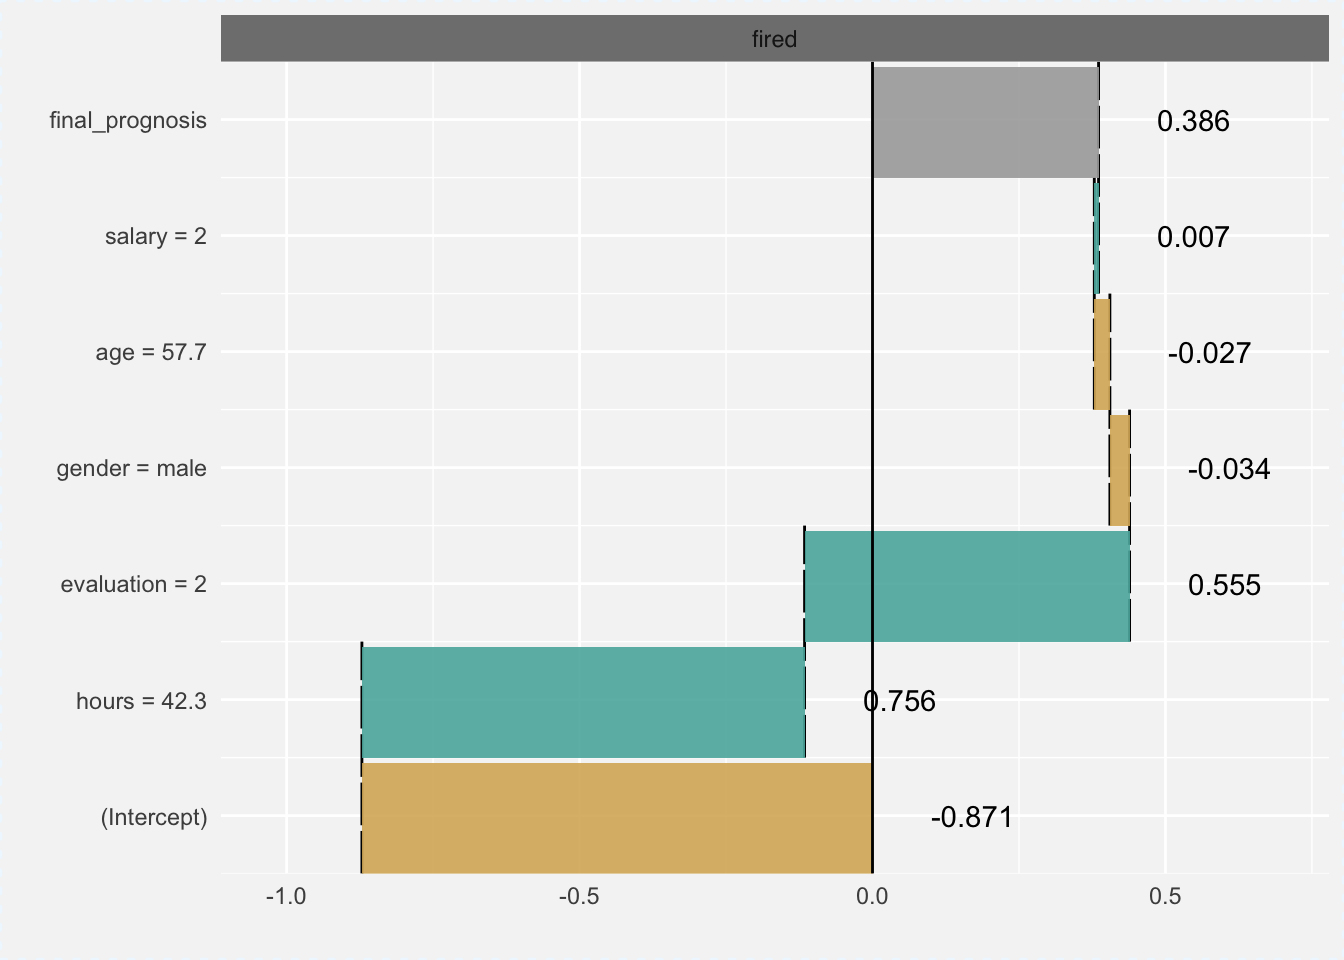 fired
final_prognosis 0.386
salary = 2 0.007
age = 57.7 -0.027
gender = male -0.034
evaluation = 2 0.555
hours = 42.3 0.756
(Intercept) -0.871
-1.0 -0.5 0.0 0.5